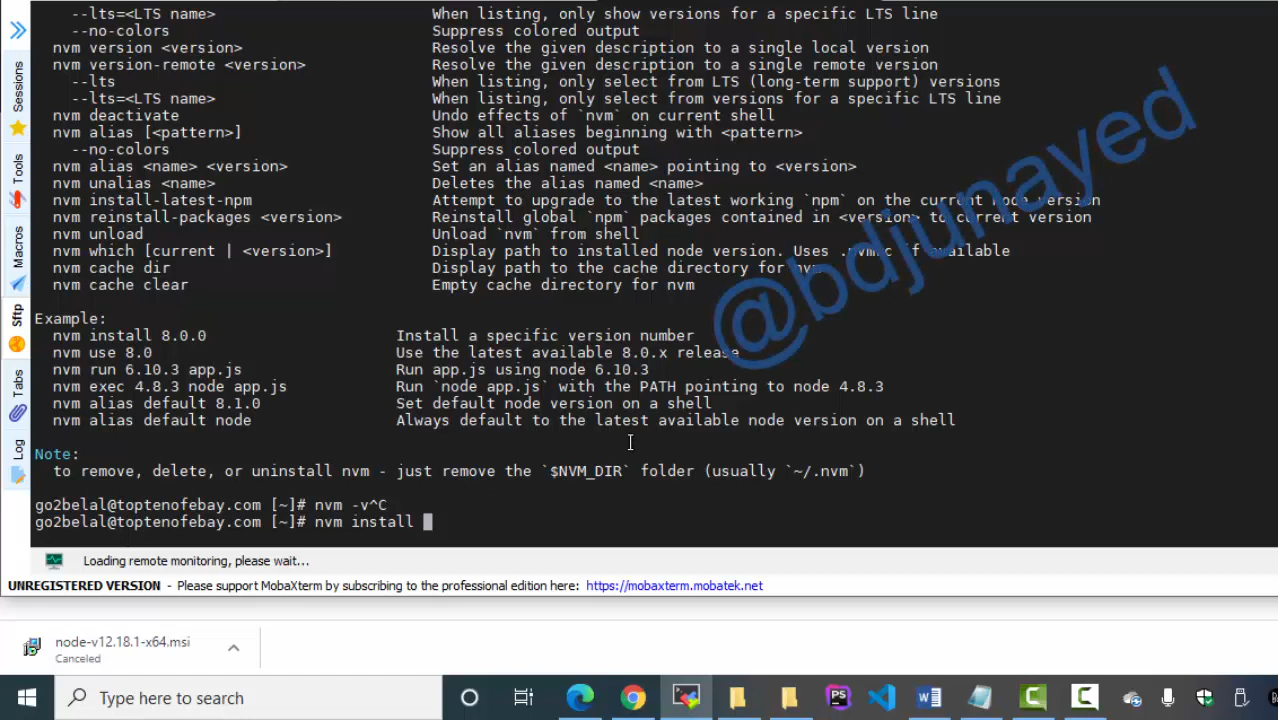 --lts=<LTS name> When listing, only show versions for a specific LTS line
--no-colors Suppress colored output
nvm version <version> Resolve the given description to a single local version
nvm version-remote <version> Resolve the given description to a single remote version
--lts When listing, only select from LTS (long-term support) versions
--lts=<LTS name> When listing, only select from versions for a specific LTS line
nvm deactivate Undo effects of `nvm` on current shell
nvm alias [<pattern>] Show all aliases beginning with <pattern>
--no-colors Suppress colored output
nvm alias <name> <version> Set an alias named <name> pointing to <version>
nvm unalias <name> Deletes the alias named <name>
nvm install-latest-npm Attempt to upgrade to the latest working `npm` on the current node version
nvm reinstall-packages <version> Reinstall global `npm` packages contained in <version> to current version
nvm unload Unload `nvm` from shell
nvm which [current | <version>] Display path to installed node version. Uses .nvmrc if available
nvm cache dir Display path to the cache directory for nvm
nvm cache clear Empty cache directory for nvm
Example:
nvm install 8.0.0 Install a specific version number
nvm use 8.0 Use the latest available 8.0.x release
nvm run 6.10.3 app.js Run app.js using node 6.10.3
nvm exec 4.8.3 node app.js Run `node app.js` with the PATH pointing to node 4.8.3
nvm alias default 8.1.0 Set default node version on a shell
nvm alias default node Always default to the latest available node version on a shell
Note:
to remove, delete, or uninstall nvm - just remove the `$NVM_DIR` folder (usually `~/.nvm`)
go2belal@toptenofebay.com [~]# nvm -v^C
go2belal@toptenofebay.com [~]# nvm install
@bdjunayed
Sessions
Tools
Macros
Sftp
Tabs
Log
Loading remote monitoring, please wait...
UNREGISTERED VERSION - Please support MobaXterm by subscribing to the professional edition here: https://mobaxterm.mobatek.net
node-v12.18.1-x64.msi
Canceled
Type here to search
PS